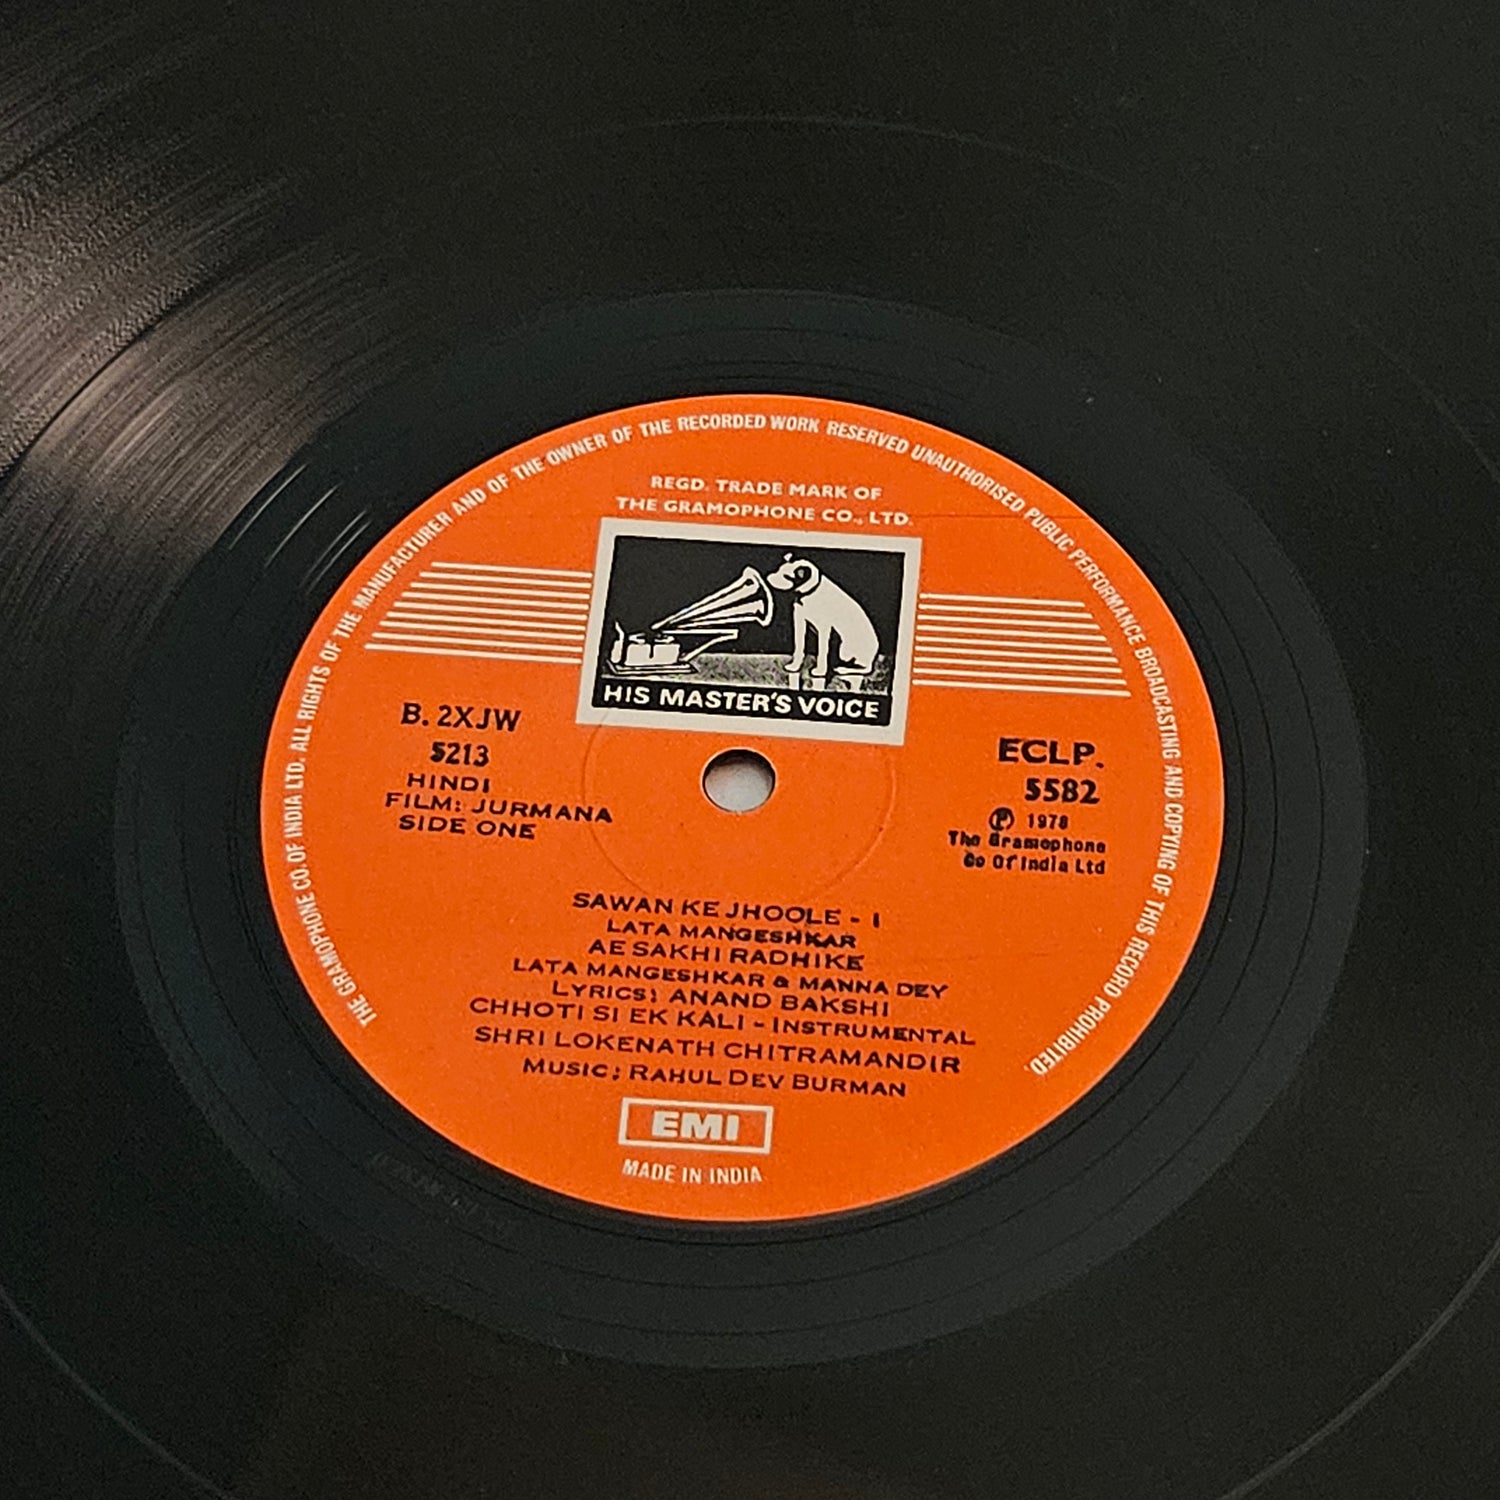 THE GRAMOPHONE CO. OF INDIA LTD. ALL RIGHTS OF THE MANUFACTURER AND OF THE OWNER OF THE RECORDED WORK RESERVED UNAUTHORISED PUBLIC PERFORMANCE BROADCASTING AND COPYING OF THIS RECORD PROHIBITED.
REGD. TRADE MARK OF
THE GRAMOPHONE CO., LTD.
HIS MASTER'S VOICE
B. 2XJW
5213
HINDI
FILM: JURMANA
SIDE ONE
ECLP.
5582
Ⓟ 1978
The Gramophone
Co Of India Ltd
SAWAN KE JHOOLE - I
LATA MANGESHKAR
AE SAKHI RADHIKE
LATA MANGESHKAR & MANNA DEY
LYRICS: ANAND BAKSHI
CHHOTI SI EK KALI - INSTRUMENTAL
SHRI LOKENATH CHITRAMANDIR
MUSIC: RAHUL DEV BURMAN
EMI
MADE IN INDIA